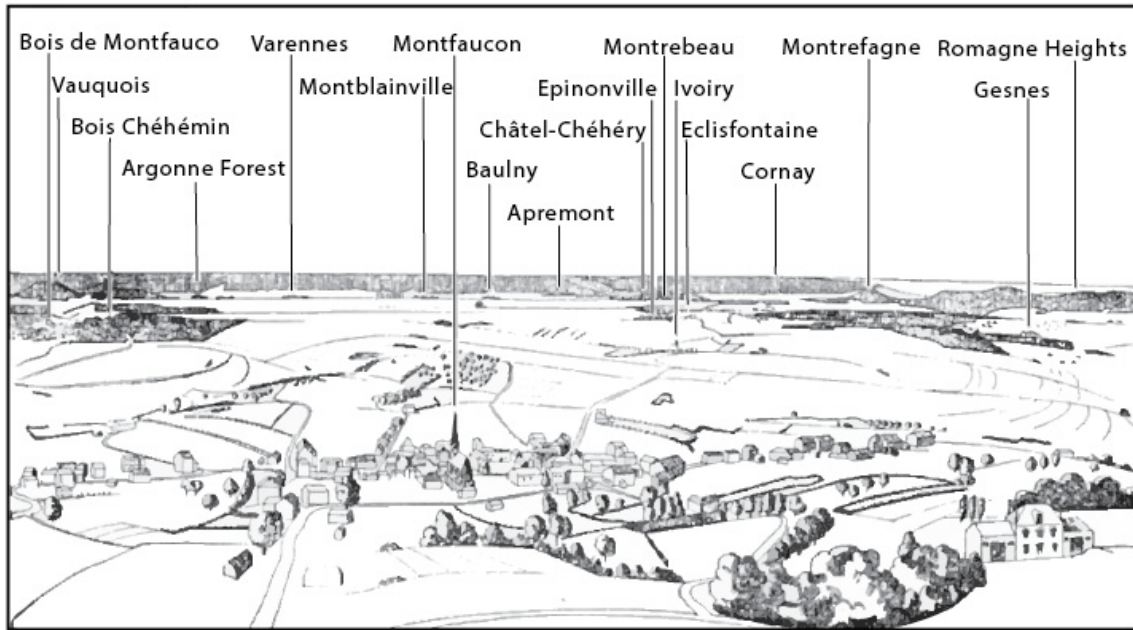 Bois de Montfauco
Varennes
Montfaucon
Montrebeau
Montrefagne
Romagne Heights
Vauquois
Montblainville
Epinonville
Ivoiry
Gesnes
Bois Chéhémin
Châtel-Chéhéry
Eclisfontaine
Argonne Forest
Baulny
Cornay
Apremont